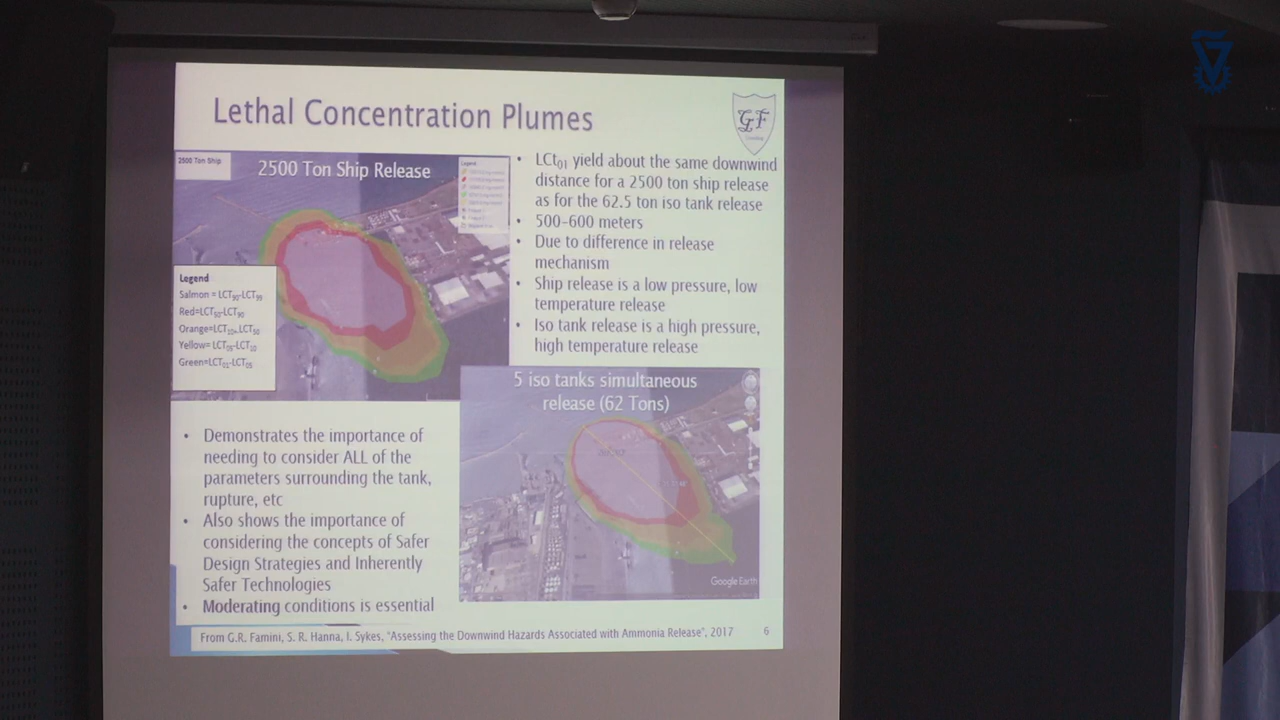 Lethal Concentration Plumes
GF
2500 Ton Ship
2500 Ton Ship Release
Legend
Legend
Salmon = LCT90-LCT99
Red=LCT50-LCT90
Orange=LCT10-LCT50
Yellow= LCT05-LCT10
Green=LCT01-LCT05
• LCt01 yield about the same downwind
distance for a 2500 ton ship release
as for the 62.5 ton iso tank release
• 500-600 meters
• Due to difference in release
mechanism
• Ship release is a low pressure, low
temperature release
• Iso tank release is a high pressure,
high temperature release
5 iso tanks simultaneous
release (62 Tons)
Google Earth
• Demonstrates the importance of
needing to consider ALL of the
parameters surrounding the tank,
rupture, etc
• Also shows the importance of
considering the concepts of Safer
Design Strategies and Inherently
Safer Technologies
• Moderating conditions is essential
From G.R. Famini, S. R. Hanna, I. Sykes, "Assessing the Downwind Hazards Associated with Ammonia Release", 2017
6